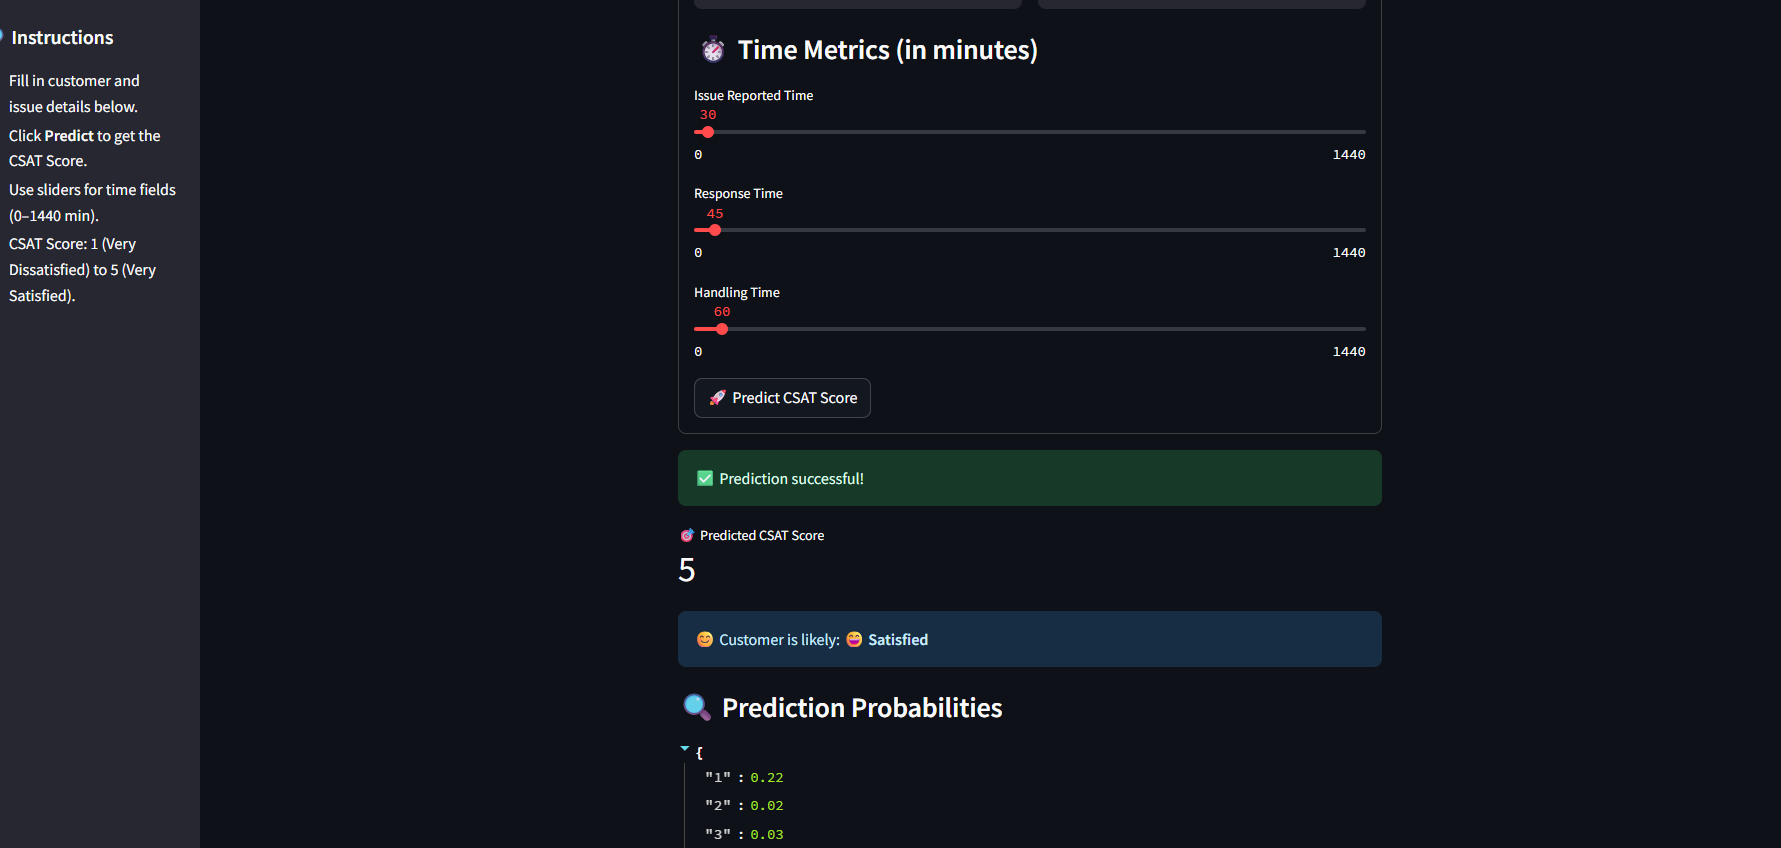 Instructions
Fill in customer and
issue details below.
Click Predict to get the
CSAT Score.
Use sliders for time fields
(0–1440 min).
CSAT Score: 1 (Very
Dissatisfied) to 5 (Very
Satisfied).
Time Metrics (in minutes)
Issue Reported Time
30
0 1440
Response Time
45
0 1440
Handling Time
60
0 1440
🚀 Predict CSAT Score
✅ Prediction successful!
🎯 Predicted CSAT Score
5
😊 Customer is likely: 😄 Satisfied
🔍 Prediction Probabilities
{
"1" : 0.22
"2" : 0.02
"3" : 0.03